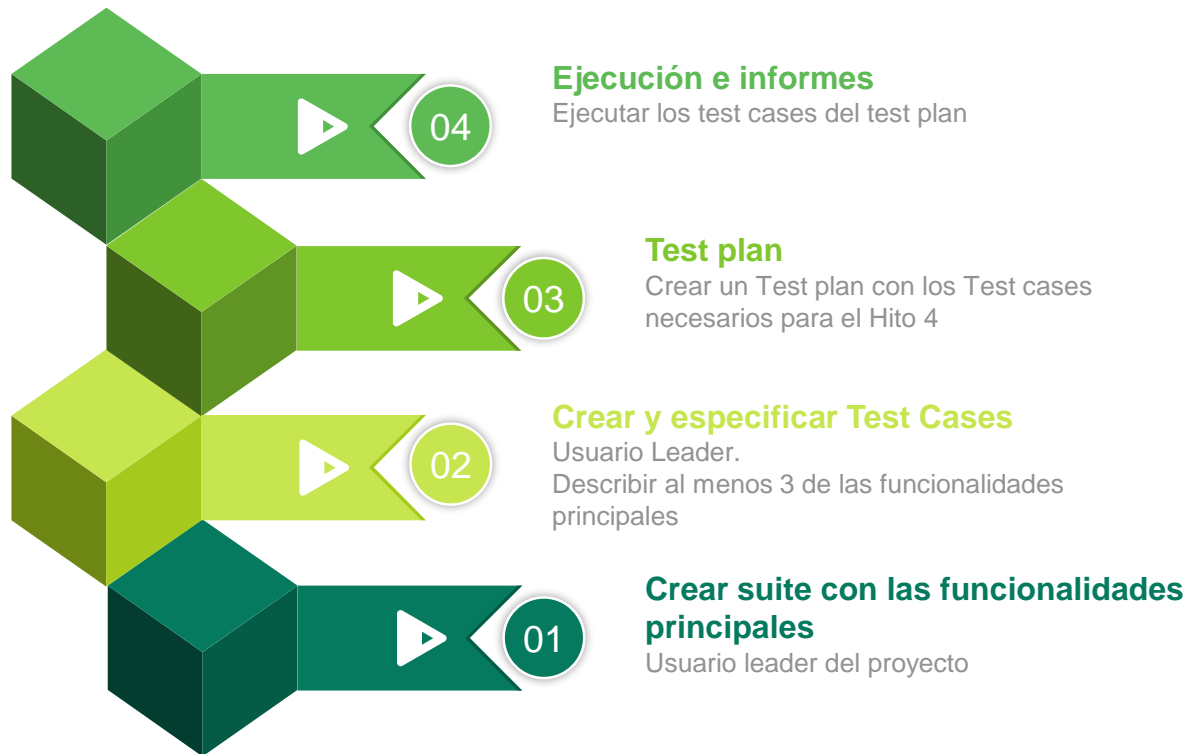 04
Ejecución e informes
Ejecutar los test cases del test plan
03
Test plan
Crear un Test plan con los Test cases
necesarios para el Hito 4
02
Crear y especificar Test Cases
Usuario Leader.
Describir al menos 3 de las funcionalidades
principales
01
Crear suite con las funcionalidades
principales
Usuario leader del proyecto